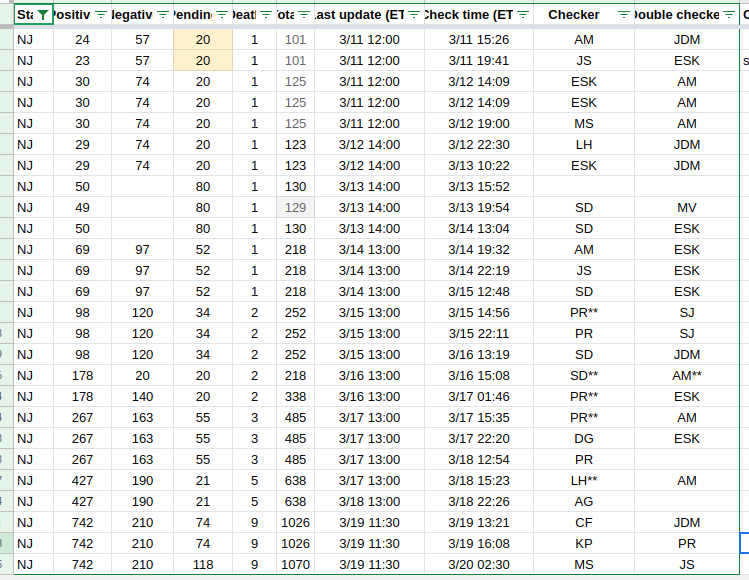 Sta Positiv Negativ Pendin Deat Tota Last update (ET Check time (ET Checker Double checke C
NJ 24 57 20 1 101 3/11 12:00 3/11 15:26 AM JDM
NJ 23 57 20 1 101 3/11 12:00 3/11 19:41 JS ESK s
NJ 30 74 20 1 125 3/11 12:00 3/12 14:09 ESK AM
NJ 30 74 20 1 125 3/11 12:00 3/12 14:09 ESK AM
NJ 30 74 20 1 125 3/11 12:00 3/12 19:00 MS AM
NJ 29 74 20 1 123 3/12 14:00 3/12 22:30 LH JDM
NJ 29 74 20 1 123 3/12 14:00 3/13 10:22 ESK JDM
NJ 50 80 1 130 3/13 14:00 3/13 15:52
NJ 49 80 1 129 3/13 14:00 3/13 19:54 SD MV
NJ 50 80 1 130 3/13 14:00 3/14 13:04 SD ESK
NJ 69 97 52 1 218 3/14 13:00 3/14 19:32 AM ESK
NJ 69 97 52 1 218 3/14 13:00 3/14 22:19 JS ESK
NJ 69 97 52 1 218 3/14 13:00 3/15 12:48 SD ESK
NJ 98 120 34 2 252 3/15 13:00 3/15 14:56 PR** SJ
NJ 98 120 34 2 252 3/15 13:00 3/15 22:11 PR SJ
NJ 98 120 34 2 252 3/15 13:00 3/16 13:19 SD JDM
NJ 178 20 20 2 218 3/16 13:00 3/16 15:08 SD** AM**
NJ 178 140 20 2 338 3/16 13:00 3/17 01:46 PR** ESK
NJ 267 163 55 3 485 3/17 13:00 3/17 15:35 PR** AM
NJ 267 163 55 3 485 3/17 13:00 3/17 22:20 DG ESK
NJ 267 163 55 3 485 3/17 13:00 3/18 12:54 PR
NJ 427 190 21 5 638 3/18 13:00 3/18 15:23 LH** AM
NJ 427 190 21 5 638 3/18 13:00 3/18 22:26 AG
NJ 742 210 74 9 1026 3/19 11:30 3/19 13:21 CF JDM
NJ 742 210 74 9 1026 3/19 11:30 3/19 16:08 KP PR
NJ 742 210 118 9 1070 3/19 11:30 3/20 02:30 MS JS